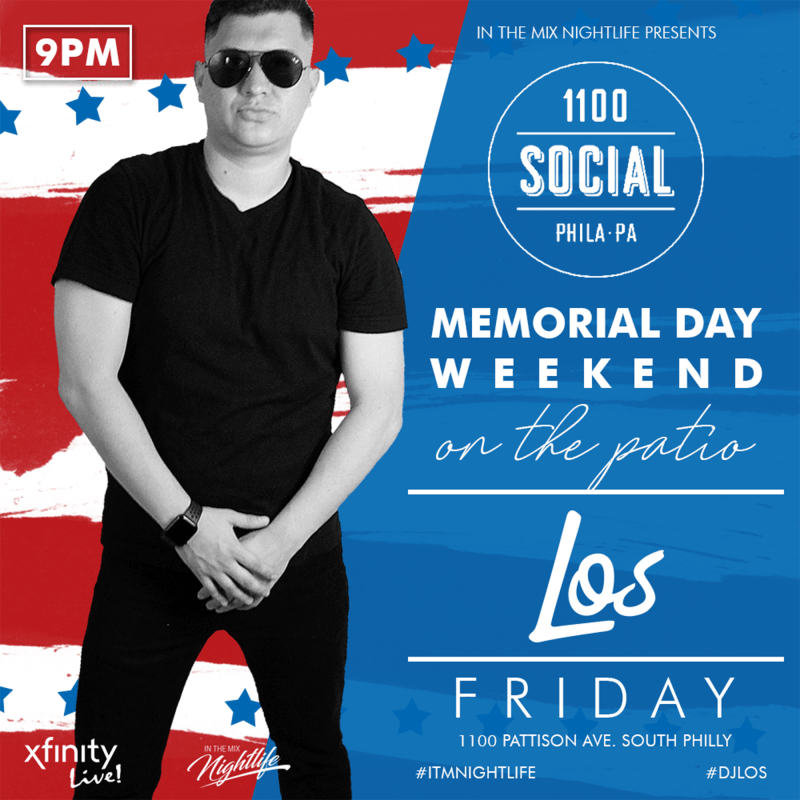 9PM
IN THE MIX NIGHTLIFE PRESENTS
1100
SOCIAL
PHILA·PA
MEMORIAL DAY
WEEKEND
on the patio
Los
FRIDAY
1100 PATTISON AVE. SOUTH PHILLY
#ITMNIGHTLIFE #DJLOS
xfinity
Live!
IN THE MIX
Nightlife